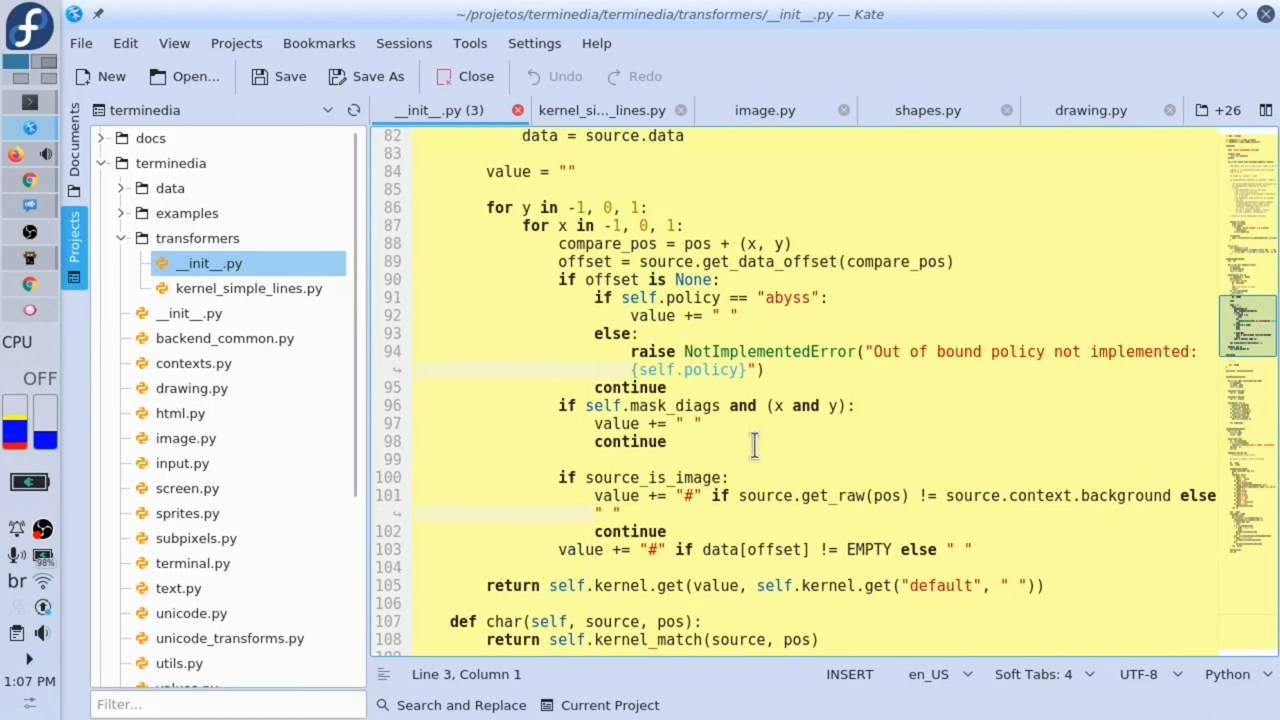 ~/projetos/terminedia/terminedia/transformers/__init__.py — Kate
File Edit View Projects Bookmarks Sessions Tools Settings Help
New Open... Save Save As Close Undo Redo
Documents
Projects
terminedia
__init__.py (3) kernel_si..._lines.py image.py shapes.py drawing.py +26
docs
terminedia
data
examples
transformers
__init__.py
kernel_simple_lines.py
__init__.py
backend_common.py
contexts.py
drawing.py
html.py
image.py
input.py
screen.py
sprites.py
subpixels.py
terminal.py
text.py
unicode.py
unicode_transforms.py
utils.py
values.py
Filter...
82 data = source.data
83
84 value = ""
85
86 for y in -1, 0, 1:
87 for x in -1, 0, 1:
88 compare_pos = pos + (x, y)
89 offset = source.get_data_offset(compare_pos)
90 if offset is None:
91 if self.policy == "abyss":
92 value += " "
93 else:
94 raise NotImplementedError("Out of bound policy not implemented:
{self.policy}")
95 continue
96 if self.mask_diags and (x and y):
97 value += " "
98 continue
99
100 if source_is_image:
101 value += "#" if source.get_raw(pos) != source.context.background else
" "
102 continue
103 value += "#" if data[offset] != EMPTY else " "
104
105 return self.kernel.get(value, self.kernel.get("default", " "))
106
107 def char(self, source, pos):
108 return self.kernel_match(source, pos)
CPU
OFF
98%
br
1:07 PM
Line 3, Column 1 INSERT en_US Soft Tabs: 4 UTF-8 Python
Search and Replace Current Project